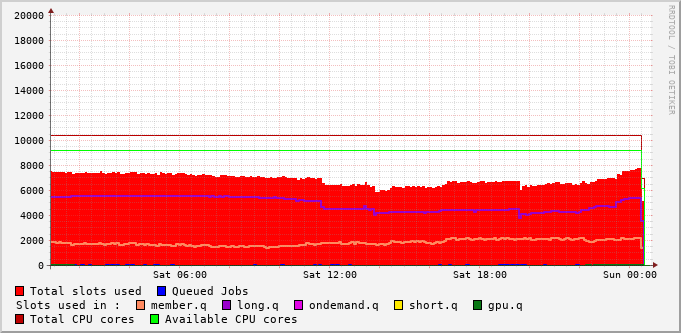 RRDTOOL / TOBI OETIKER
20000
18000
16000
14000
12000
10000
8000
6000
4000
2000
0
Sat 06:00 Sat 12:00 Sat 18:00 Sun 00:00
Total slots used Queued Jobs
Slots used in : member.q long.q ondemand.q short.q gpu.q
Total CPU cores Available CPU cores